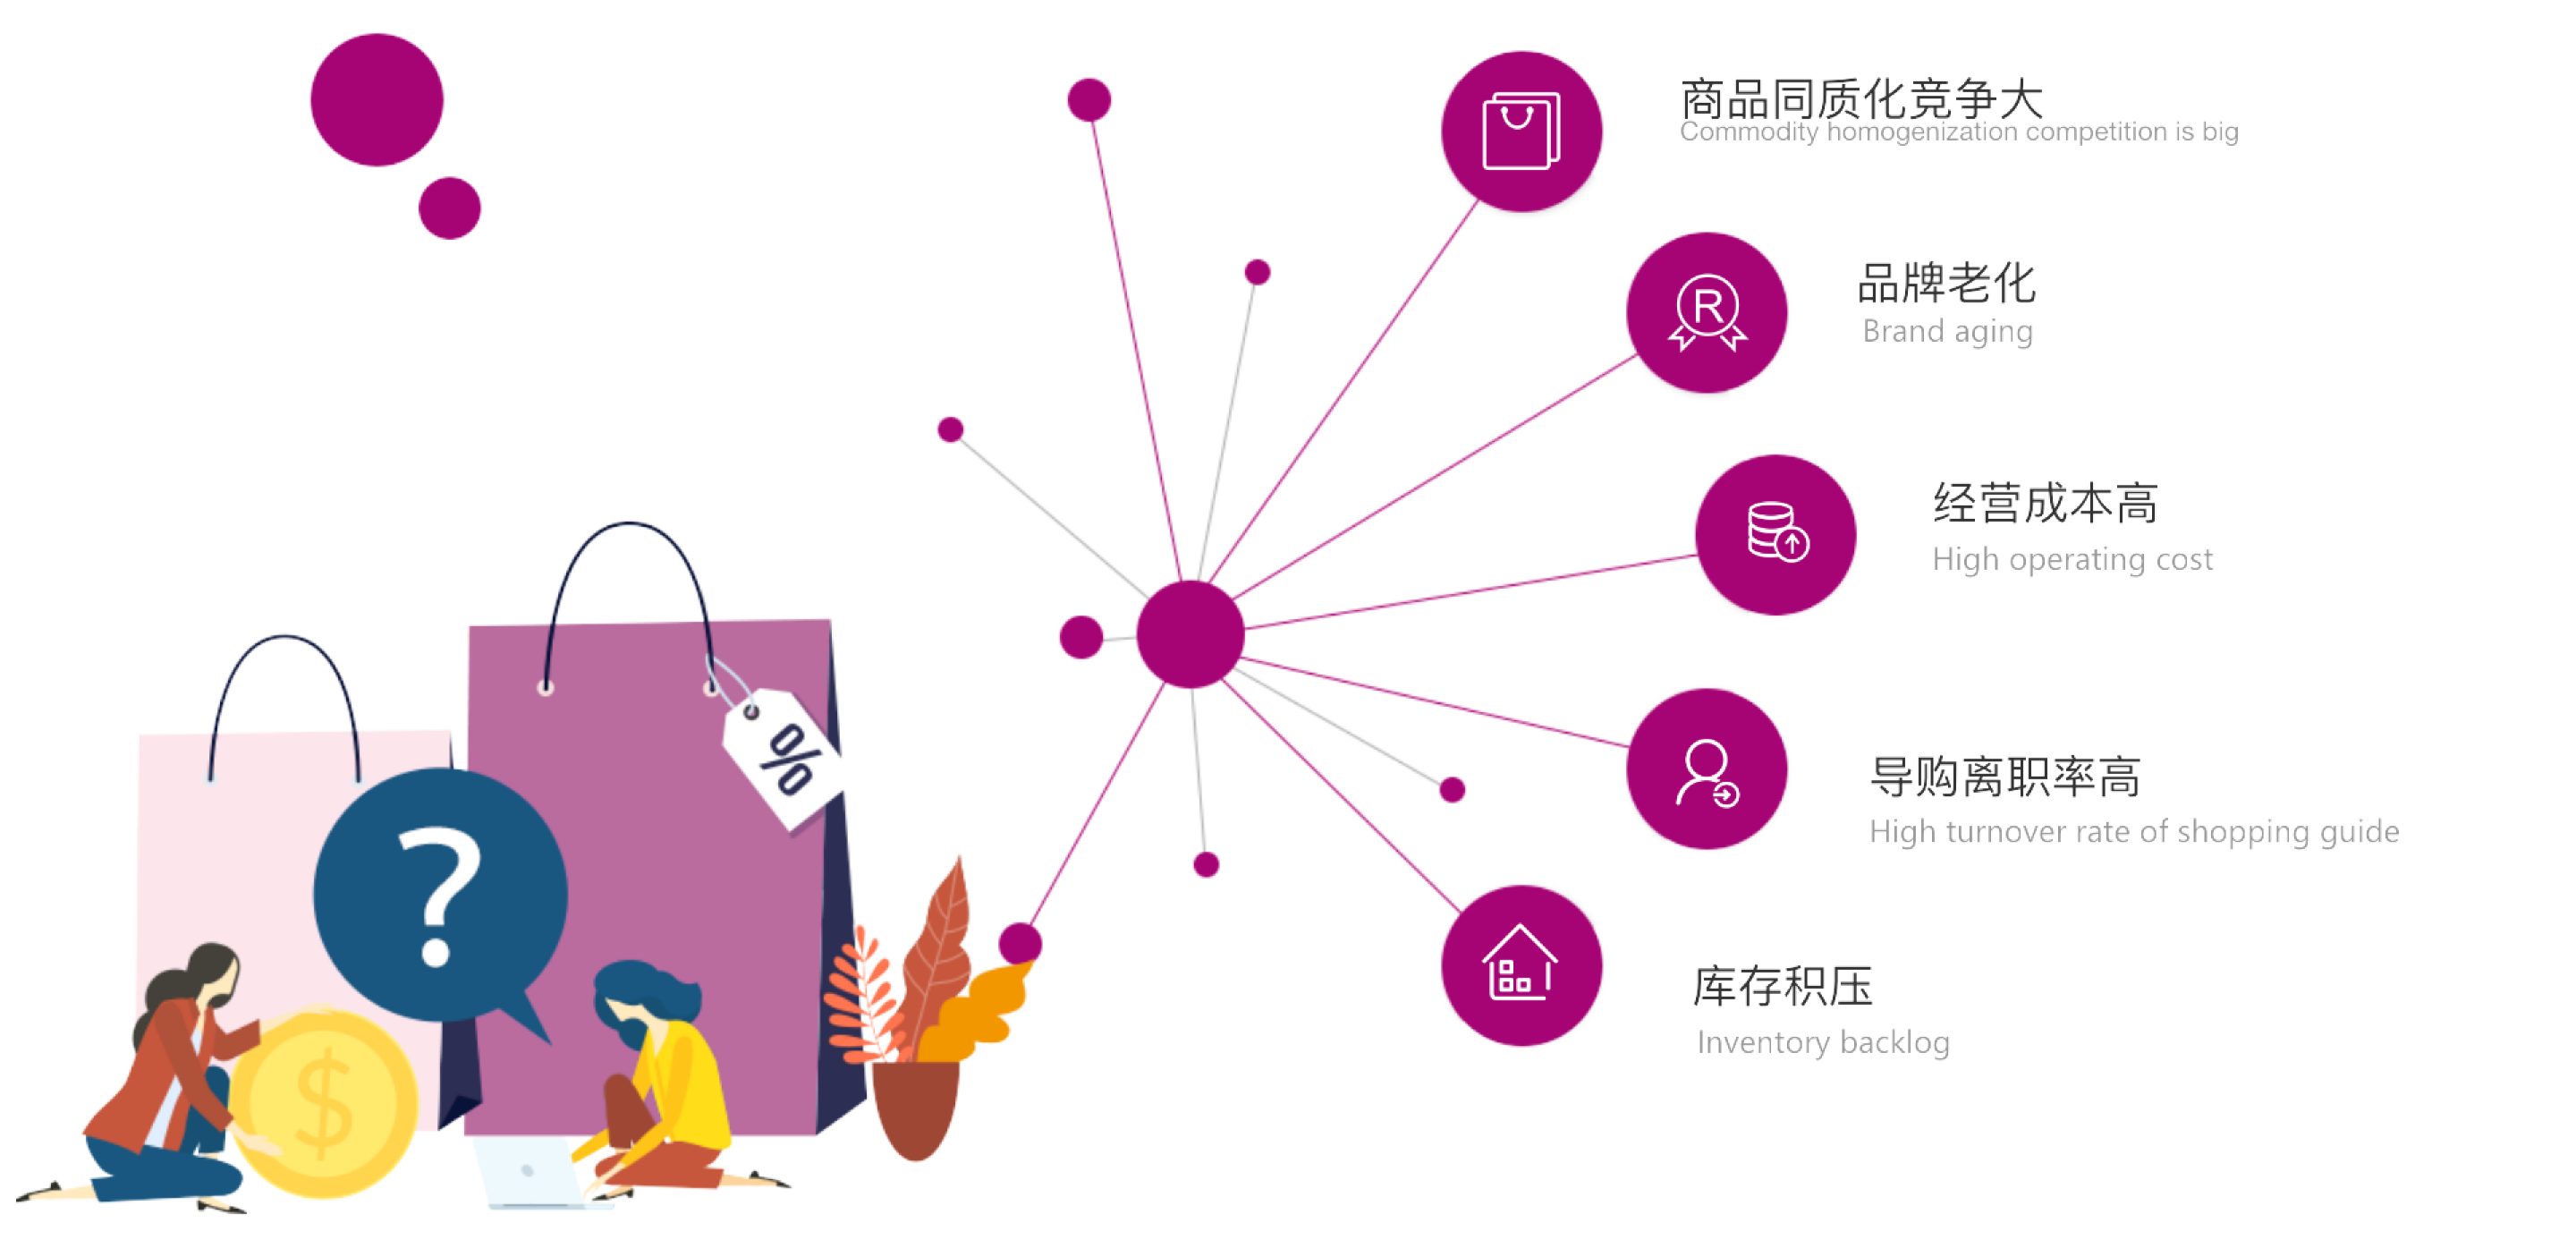 商品同质化竞争大
Commodity homogenization competition is big
R
品牌老化
Brand aging
经营成本高
High operating cost
%
?
导购离职率高
High turnover rate of shopping guide
库存积压
Inventory backlog
$